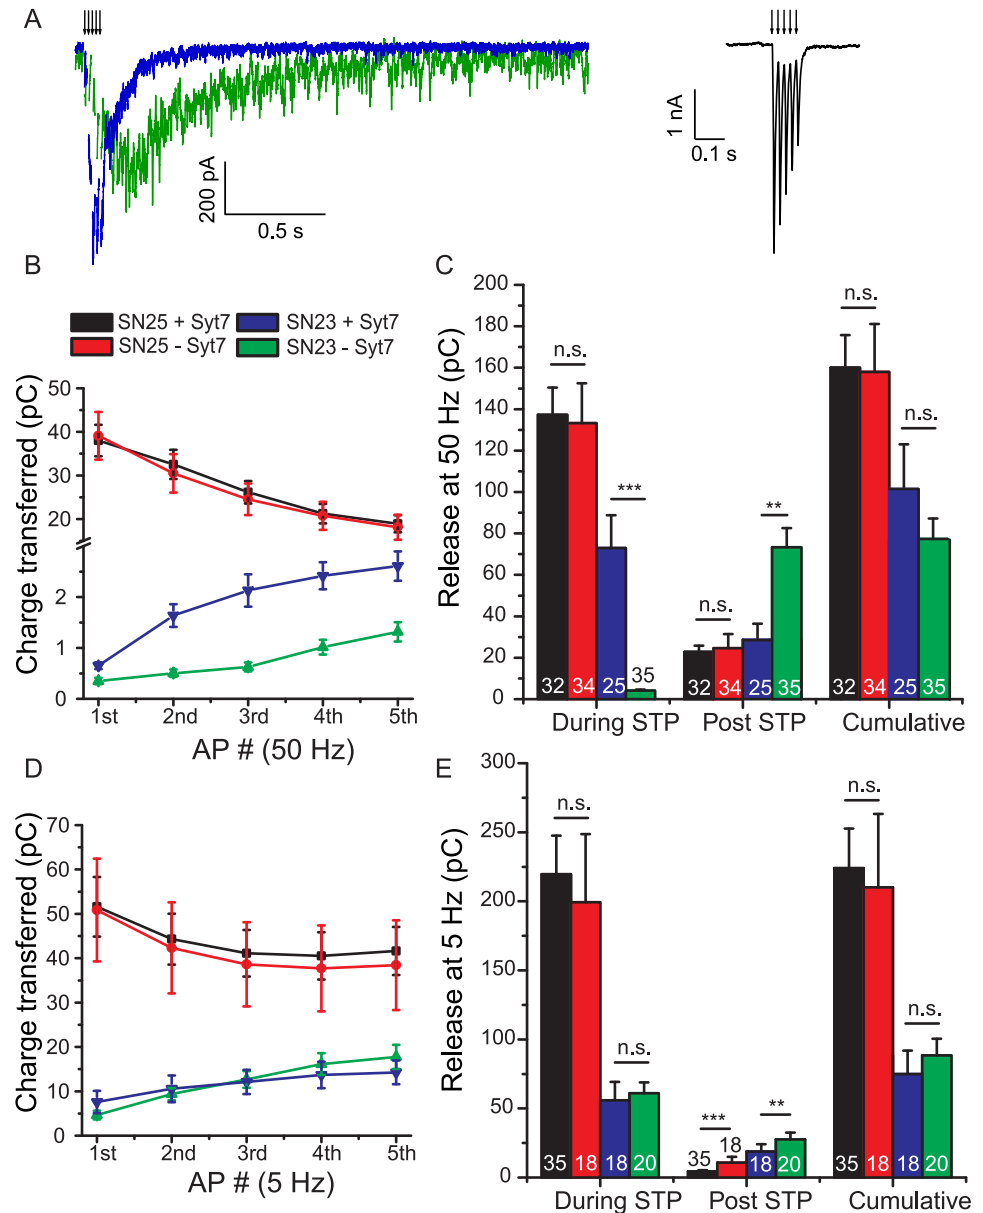 A
1 nA
0.1 s
200 pA
0.5 s
B
SN25 + Syt7
SN23 + Syt7
SN25 - Syt7
SN23 - Syt7
Charge transferred (pC)
50
40
30
20
2
1
0
1st 2nd 3rd 4th 5th
AP # (50 Hz)
C
Release at 50 Hz (pC)
200
180
160
140
120
100
80
60
40
20
0
n.s.
***
n.s.
**
n.s.
n.s.
32 34 25 35
32 34 25 35
32 34 25 35
During STP Post STP Cumulative
D
Charge transferred (pC)
70
60
50
40
30
20
10
0
1st 2nd 3rd 4th 5th
AP # (5 Hz)
E
Release at 5 Hz (pC)
300
250
200
150
100
50
0
n.s.
n.s.
***
**
n.s.
n.s.
35 18 18 20
35 18 18 20
35 18 18 20
During STP Post STP Cumulative